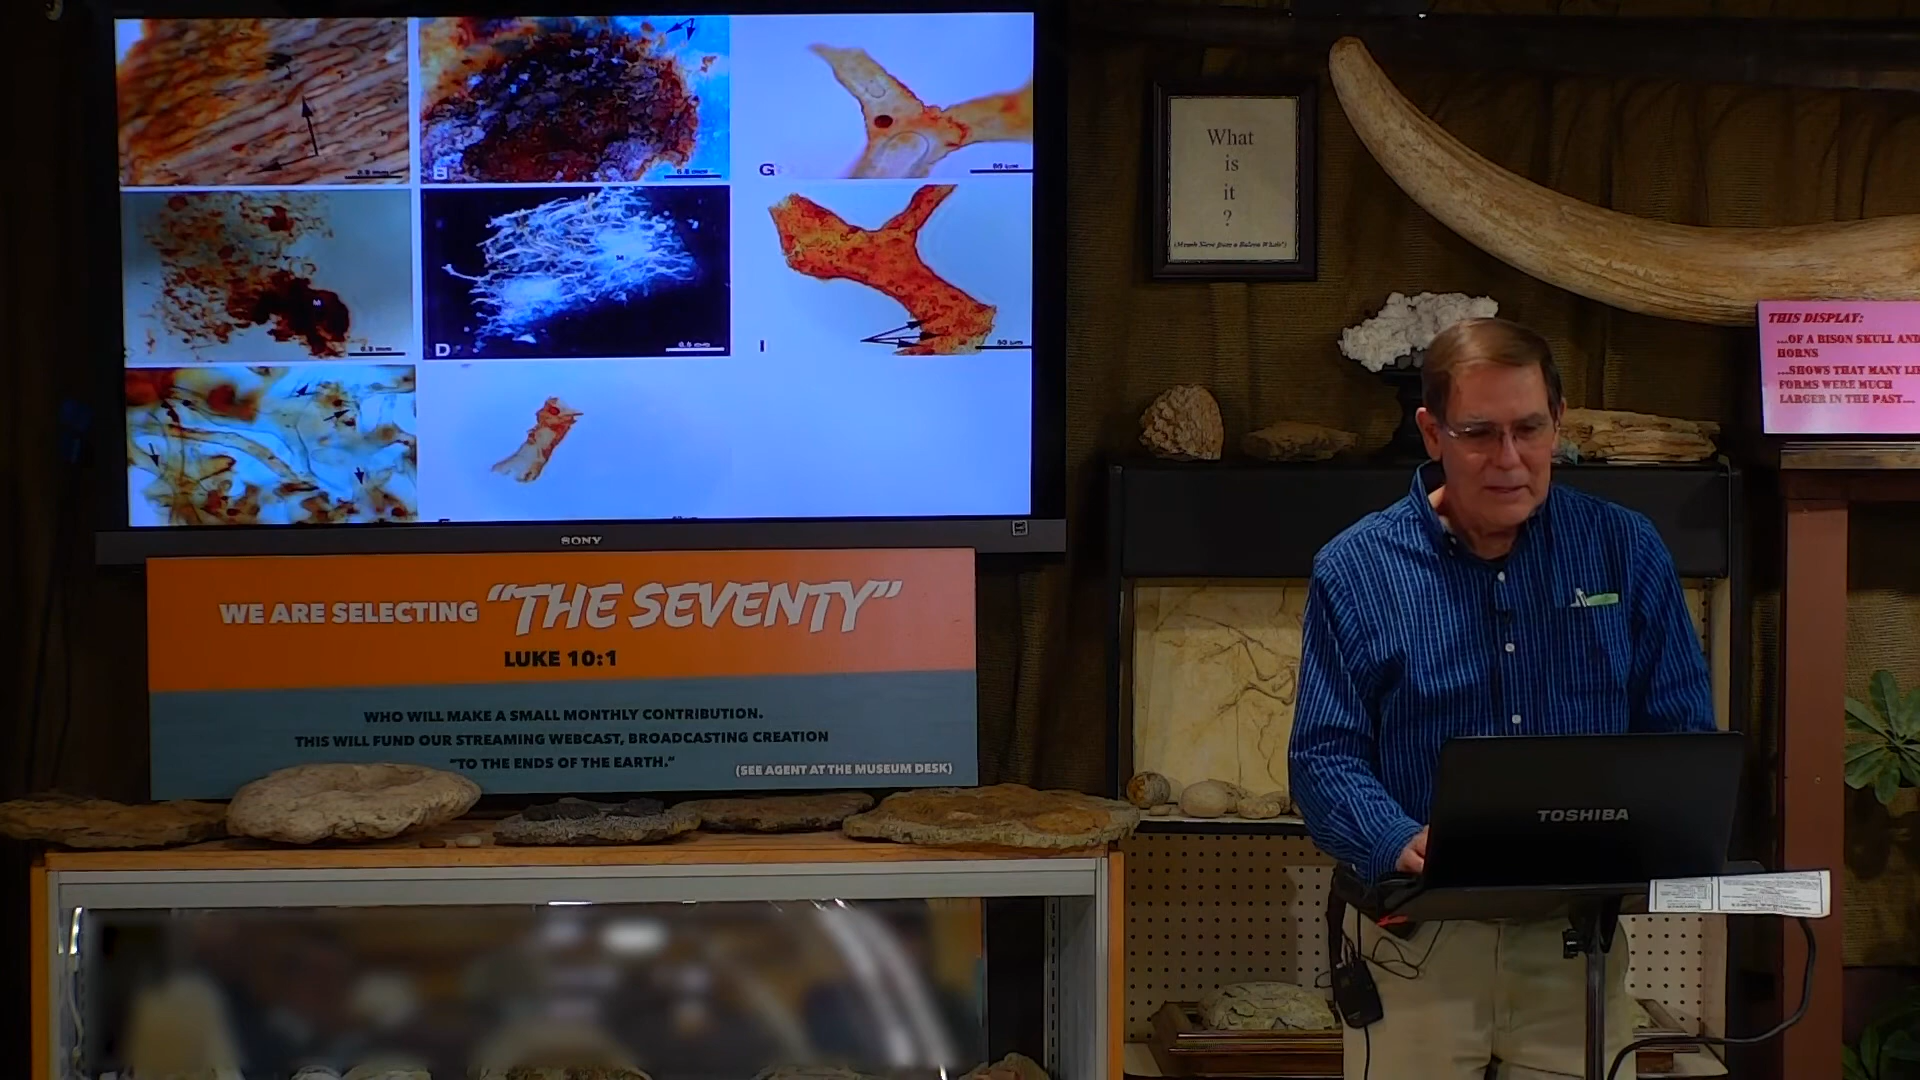 B
G
M
M
D
I
SONY
WE ARE SELECTING "THE SEVENTY"
LUKE 10:1
WHO WILL MAKE A SMALL MONTHLY CONTRIBUTION.
THIS WILL FUND OUR STREAMING WEBCAST, BROADCASTING CREATION
"TO THE ENDS OF THE EARTH."
(SEE AGENT AT THE MUSEUM DESK)
What
is
it
?
THIS DISPLAY:
...OF A BISON SKULL AND
HORNS
...SHOWS THAT MANY
FORMS WERE MUCH
LARGER IN THE PAST....
TOSHIBA